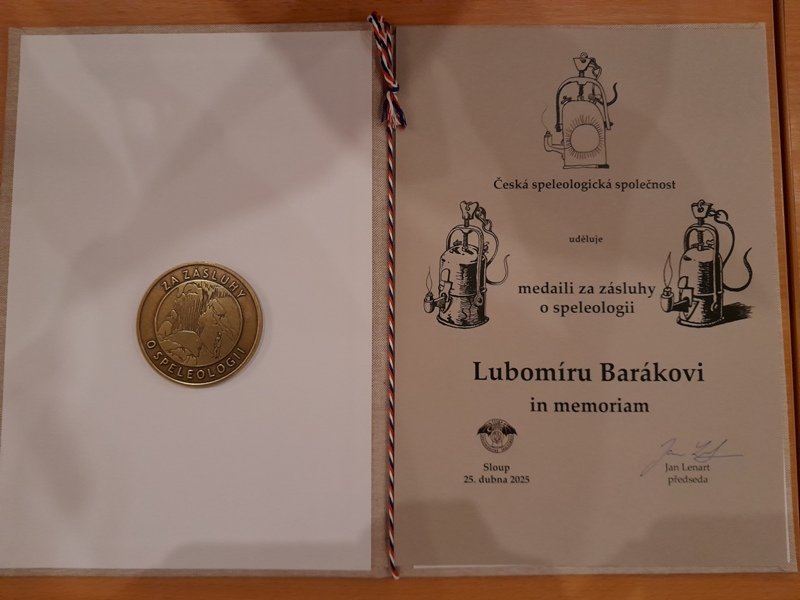 ZA ZÁSLUHY
O SPELEOLOGII
Česká speleologická společnost
uděluje
medaili za zásluhy
o speleologii
Lubomíru Barákovi
in memoriam
Sloup
25. dubna 2025
Jan Lenart
předseda